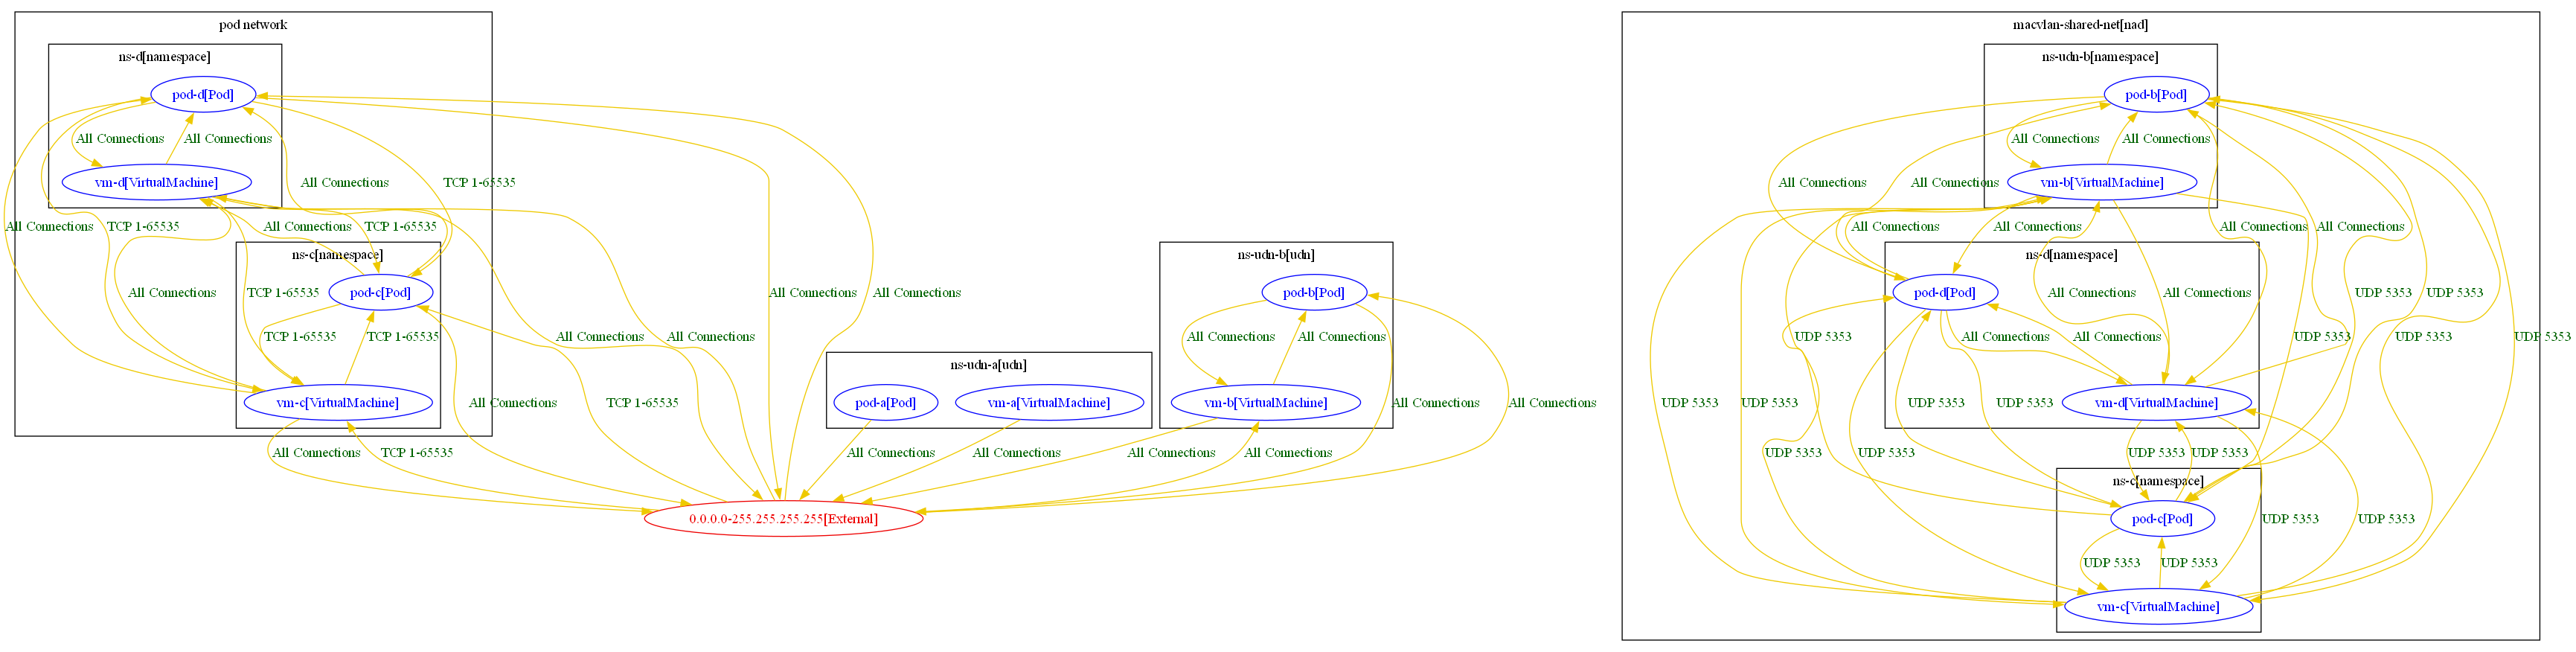 pod network
macvlan-shared-net[nad]
ns-d[namespace]
ns-udn-b[namespace]
pod-d[Pod]
pod-b[Pod]
All Connections
All Connections
All Connections
All Connections
vm-d[VirtualMachine]
All Connections
TCP 1-65535
vm-b[VirtualMachine]
All Connections
All Connections
All Connections
TCP 1-65535
All Connections
TCP 1-65535
All Connections
All Connections
All Connections
All Connections
ns-c[namespace]
ns-udn-b[udn]
ns-d[namespace]
pod-c[Pod]
pod-b[Pod]
pod-d[Pod]
All Connections
TCP 1-65535
All Connections
All Connections
All Connections
All Connections
UDP 5353
UDP 5353
TCP 1-65535
TCP 1-65535
All Connections
All Connections
All Connections
All Connections
UDP 5353
All Connections
All Connections
UDP 5353
UDP 5353
UDP 5353
ns-udn-a[udn]
vm-c[VirtualMachine]
pod-a[Pod]
vm-a[VirtualMachine]
vm-b[VirtualMachine]
vm-d[VirtualMachine]
All Connections
TCP 1-65535
All Connections
All Connections
UDP 5353
UDP 5353
UDP 5353
UDP 5353
All Connections
TCP 1-65535
All Connections
All Connections
All Connections
All Connections
UDP 5353
UDP 5353
UDP 5353
UDP 5353
ns-c[namespace]
0.0.0.0-255.255.255.255[External]
pod-c[Pod]
UDP 5353
UDP 5353
UDP 5353
UDP 5353
vm-c[VirtualMachine]